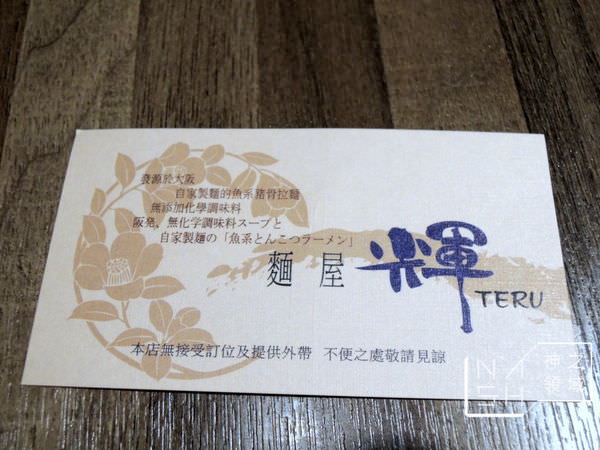 發源於大阪
自家製麵的魚系豬骨拉麵
無添加化學調味料
阪発、無化学調味料スープと
自家製麵の「魚系とんこつラーメン」
麵屋
輝
TERU
本店無接受訂位及提供外帶 不便之處敬請見諒